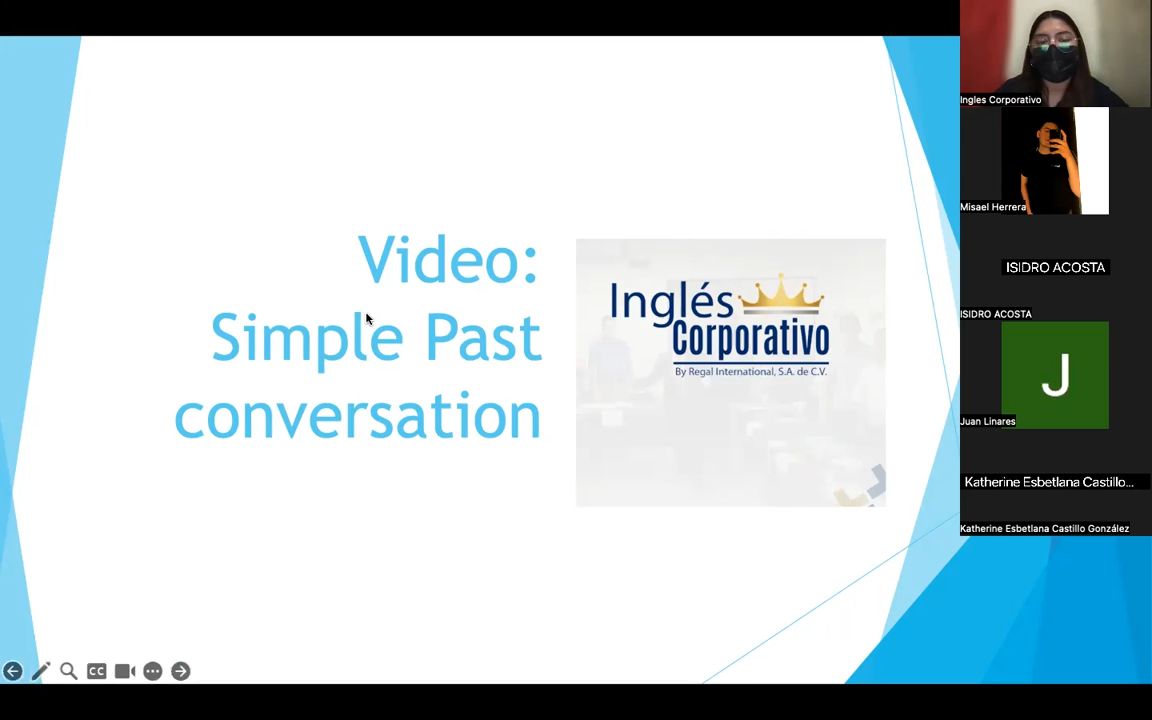 Video:
Simple Past
conversation
Inglés
Corporativo
By Regal International, S.A. de C.V.
Ingles Corporativo
Misael Herrera
ISIDRO ACOSTA
ISIDRO ACOSTA
J
Juan Linares
Katherine Esbetlana Castillo...
Katherine Esbetlana Castillo González
CC